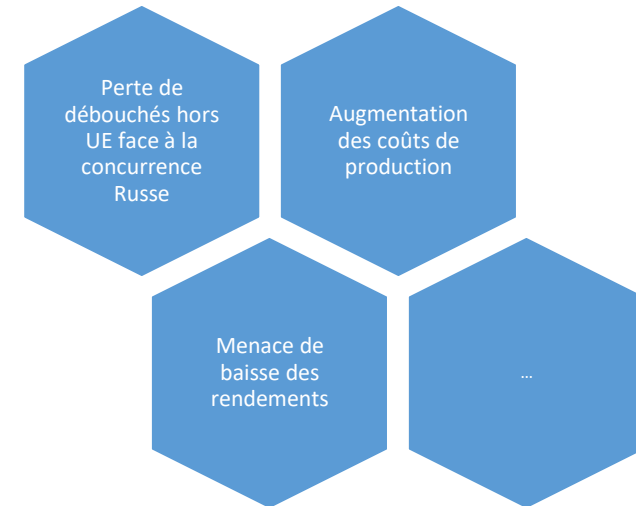 Perte de
débouchés hors
UE face à la
concurrence
Russe
Augmentation
des coûts de
production
Menace de
baisse des
rendements
...